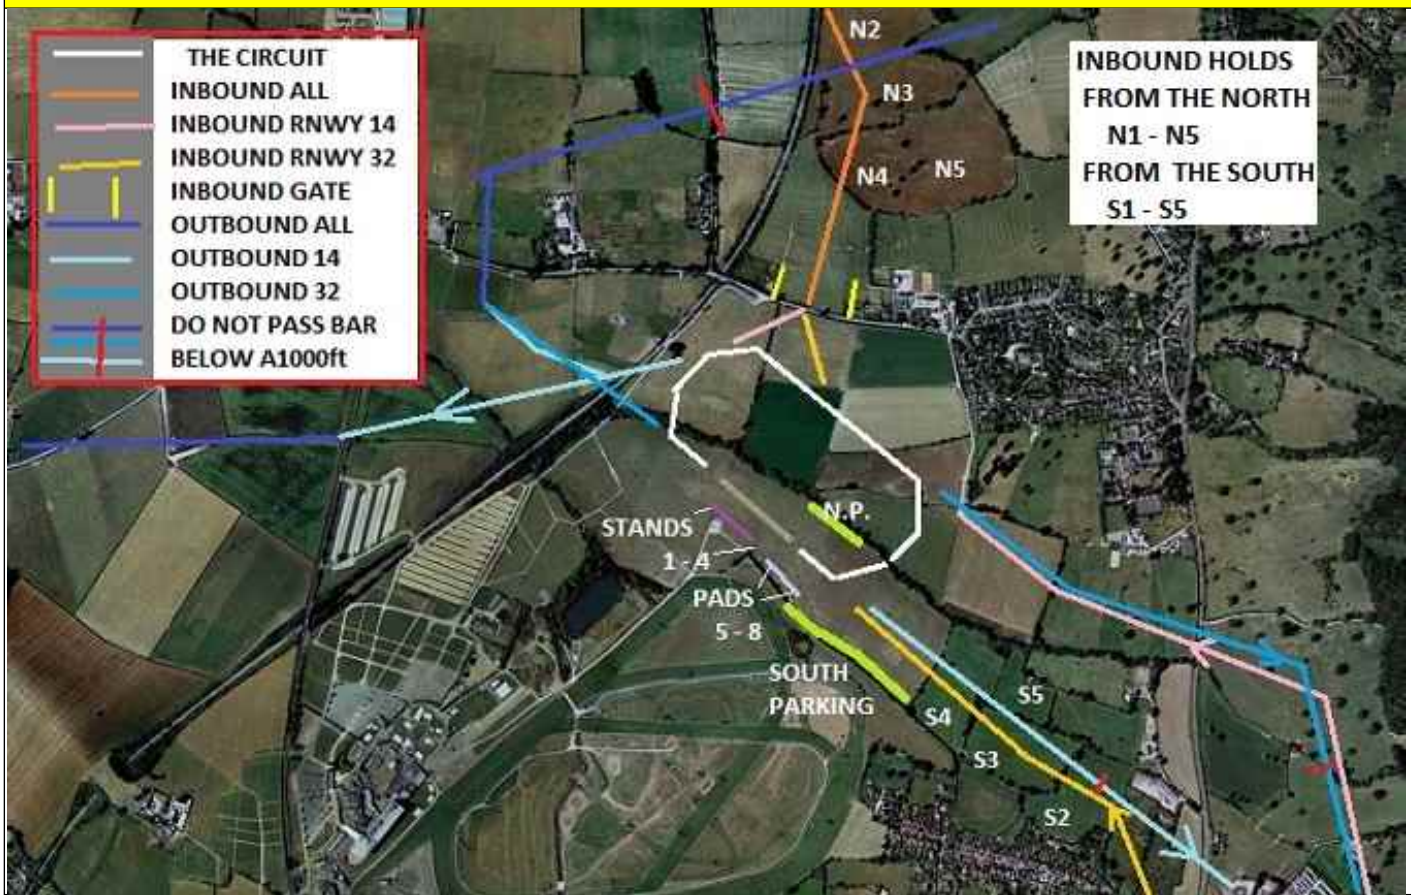 THE CIRCUIT
INBOUND ALL
INBOUND RNWY 14
INBOUND RNWY 32
INBOUND GATE
OUTBOUND ALL
OUTBOUND 14
OUTBOUND 32
DO NOT PASS BAR
BELOW A1000ft
INBOUND HOLDS
FROM THE NORTH
N1 - N5
FROM THE SOUTH
S1 - S5
N2
N3
N4
N5
N.P.
STANDS
1 - 4
PADS
5 - 8
SOUTH
PARKING
S5
S4
S3
S2